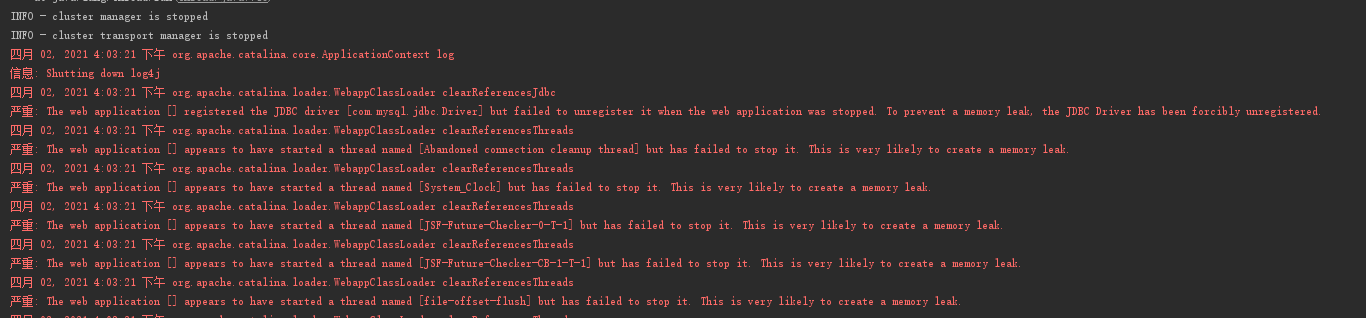 INFO - cluster manager is stopped
INFO - cluster transport manager is stopped
四月 02, 2021 4:03:21 下午 org.apache.catalina.core.ApplicationContext log
信息: Shutting down log4j
四月 02, 2021 4:03:21 下午 org.apache.catalina.loader.WebappClassLoader clearReferencesJdbc
严重: The web application [] registered the JDBC driver [com.mysql.jdbc.Driver] but failed to unregister it when the web application was stopped. To prevent a memory leak, the JDBC Driver has been forcibly unregistered.
四月 02, 2021 4:03:21 下午 org.apache.catalina.loader.WebappClassLoader clearReferencesThreads
严重: The web application [] appears to have started a thread named [Abandoned connection cleanup thread] but has failed to stop it. This is very likely to create a memory leak.
四月 02, 2021 4:03:21 下午 org.apache.catalina.loader.WebappClassLoader clearReferencesThreads
严重: The web application [] appears to have started a thread named [System_Clock] but has failed to stop it. This is very likely to create a memory leak.
四月 02, 2021 4:03:21 下午 org.apache.catalina.loader.WebappClassLoader clearReferencesThreads
严重: The web application [] appears to have started a thread named [JSF-Future-Checker-0-T-1] but has failed to stop it. This is very likely to create a memory leak.
四月 02, 2021 4:03:21 下午 org.apache.catalina.loader.WebappClassLoader clearReferencesThreads
严重: The web application [] appears to have started a thread named [JSF-Future-Checker-CB-1-T-1] but has failed to stop it. This is very likely to create a memory leak.
四月 02, 2021 4:03:21 下午 org.apache.catalina.loader.WebappClassLoader clearReferencesThreads
严重: The web application [] appears to have started a thread named [file-offset-flush] but has failed to stop it. This is very likely to create a memory leak.